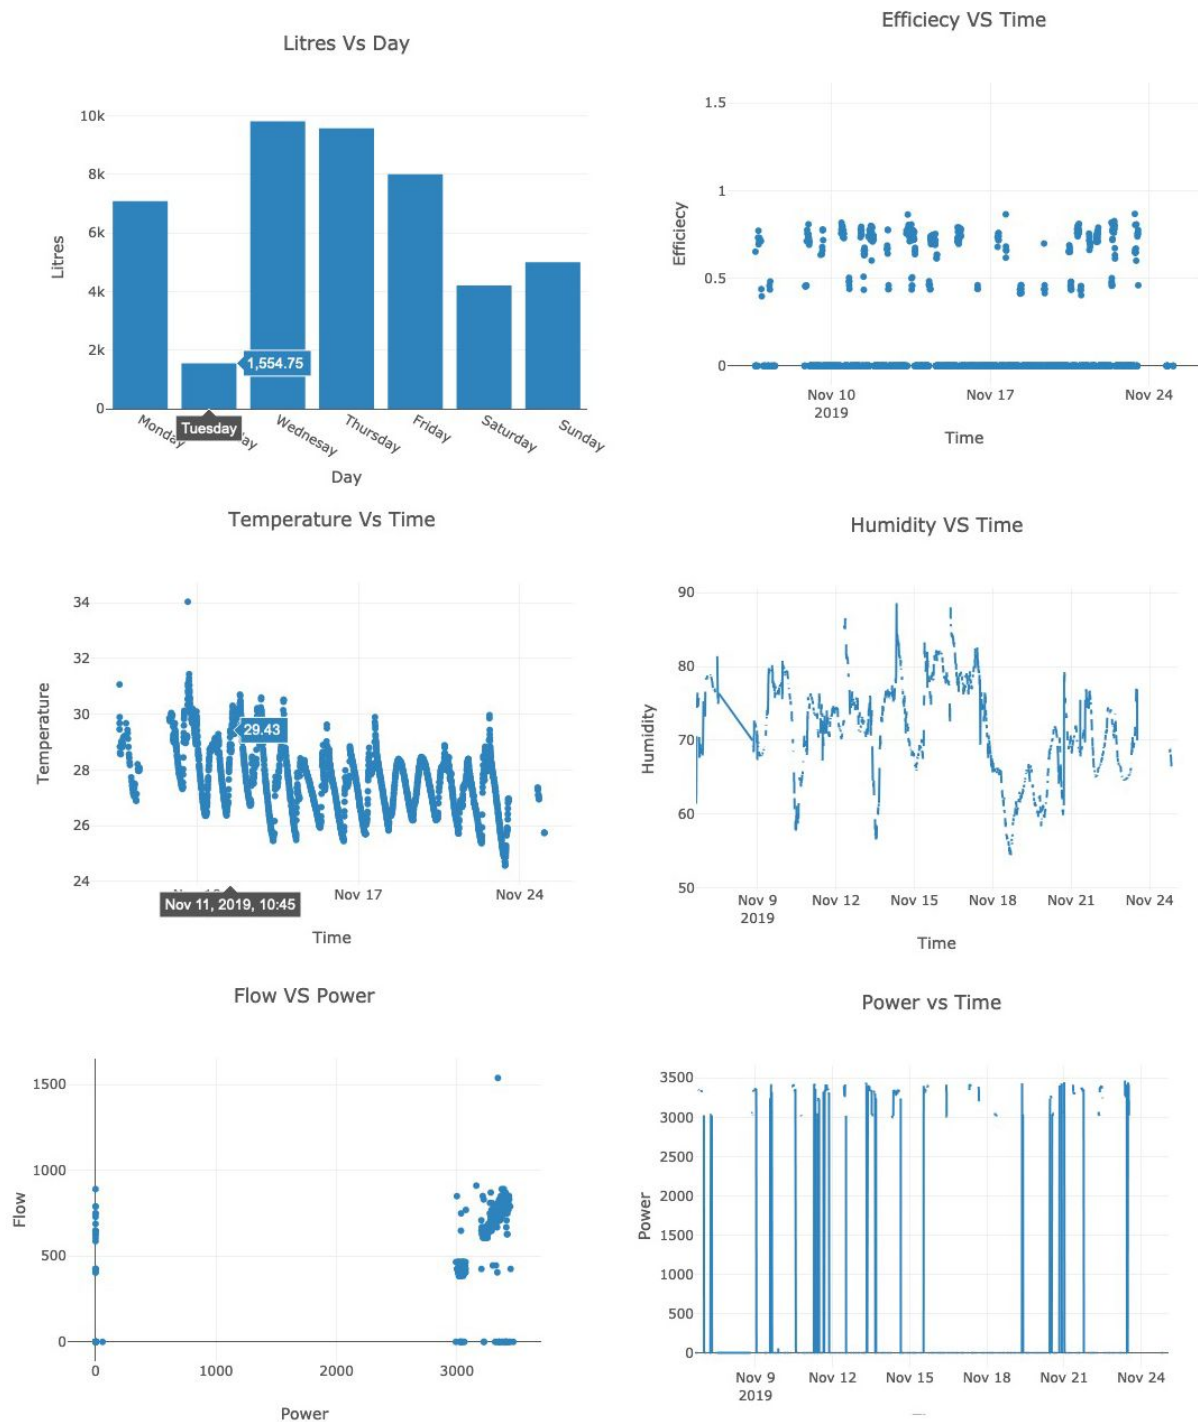 Litres Vs Day
10k
8k
6k
4k
2k
0
Litres
1,554.75
Monday
Tuesday
Wednesay
Thursday
Friday
Saturday
Sunday
Day
Efficiecy VS Time
1.5
1
0.5
0
Efficiecy
Nov 10
2019
Nov 17
Nov 24
Time
Temperature Vs Time
34
32
30
28
26
24
Temperature
29.43
Nov 11, 2019, 10:45
Nov 17
Nov 24
Time
Humidity VS Time
90
80
70
60
50
Humidity
Nov 9
2019
Nov 12
Nov 15
Nov 18
Nov 21
Nov 24
Time
Flow VS Power
1500
1000
500
0
Flow
0
1000
2000
3000
Power
Power vs Time
3500
3000
2500
2000
1500
1000
500
0
Power
Nov 9
2019
Nov 12
Nov 15
Nov 18
Nov 21
Nov 24